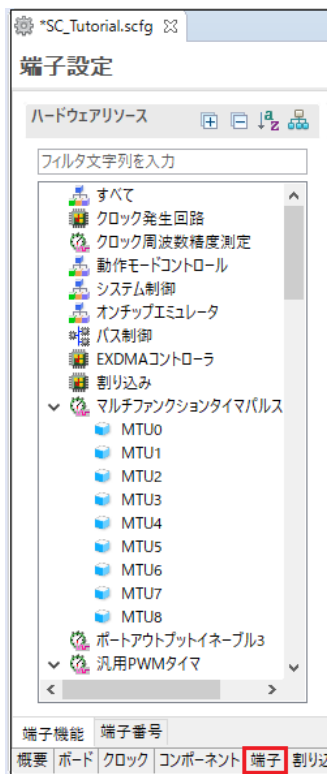 *SC_Tutorial.scfg
端子設定
ハードウェアリソース
フィルタ文字列を入力
すべて
クロック発生回路
クロック周波数精度測定
動作モードコントロール
システム制御
オンチップエミュレータ
バス制御
EXDMAコントローラ
割り込み
マルチファンクションタイマパルス
MTU0
MTU1
MTU2
MTU3
MTU4
MTU5
MTU6
MTU7
MTU8
ポートアウトプットイネーブル3
汎用PWMタイマ
端子機能 端子番号
概要 ボード クロック コンポーネント 端子 割り込